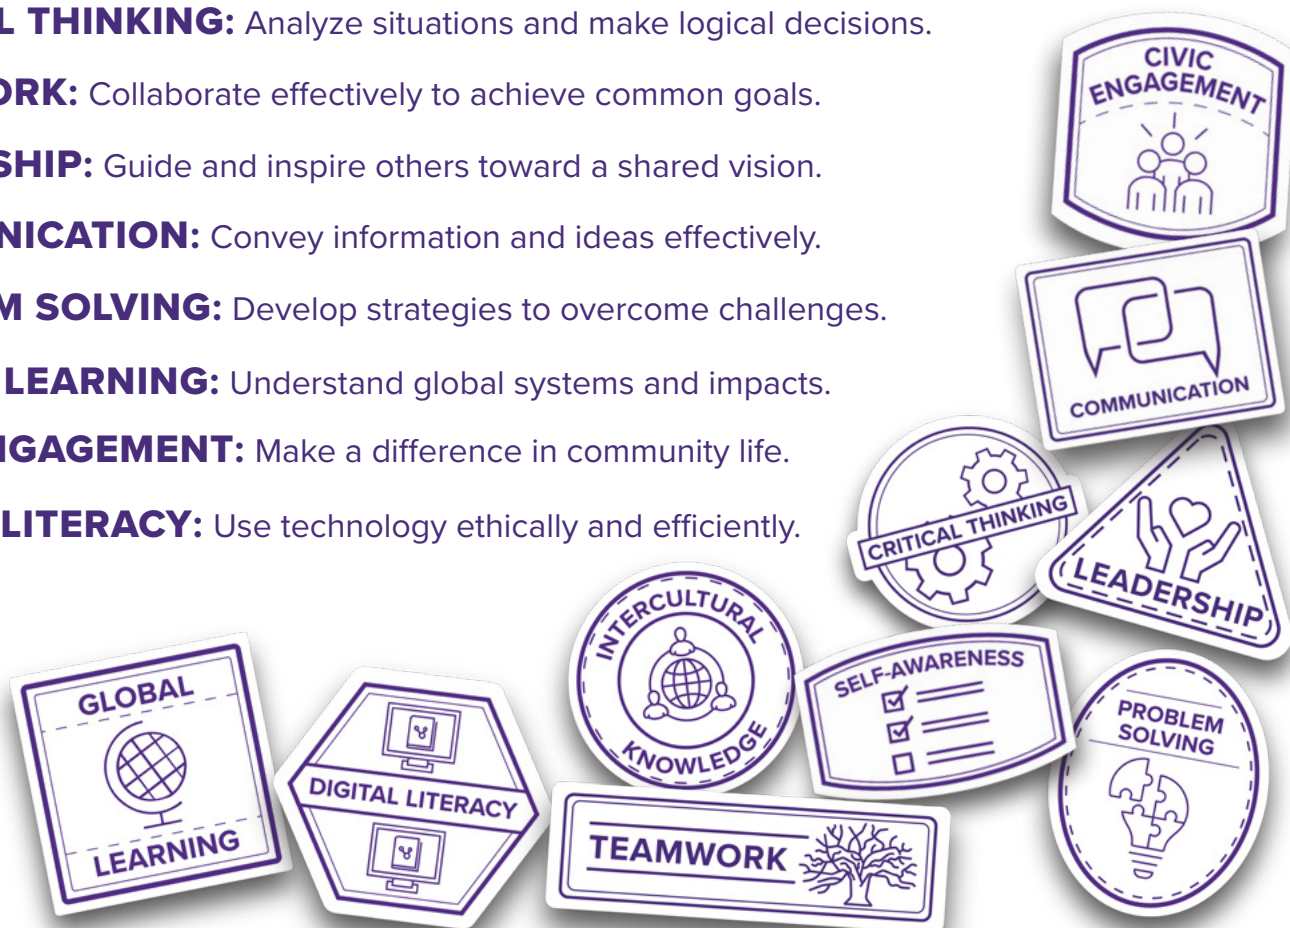 L THINKING: Analyze situations and make logical decisions.
ORK: Collaborate effectively to achieve common goals.
SHIP: Guide and inspire others toward a shared vision.
NICATION: Convey information and ideas effectively.
M SOLVING: Develop strategies to overcome challenges.
LEARNING: Understand global systems and impacts.
NGAGEMENT: Make a difference in community life.
LITERACY: Use technology ethically and efficiently.
CIVIC
ENGAGEMENT
COMMUNICATION
CRITICAL THINKING
LEADERSHIP
INTERCULTURAL
KNOWLEDGE
SELF-AWARENESS
PROBLEM
SOLVING
GLOBAL
LEARNING
DIGITAL LITERACY
TEAMWORK